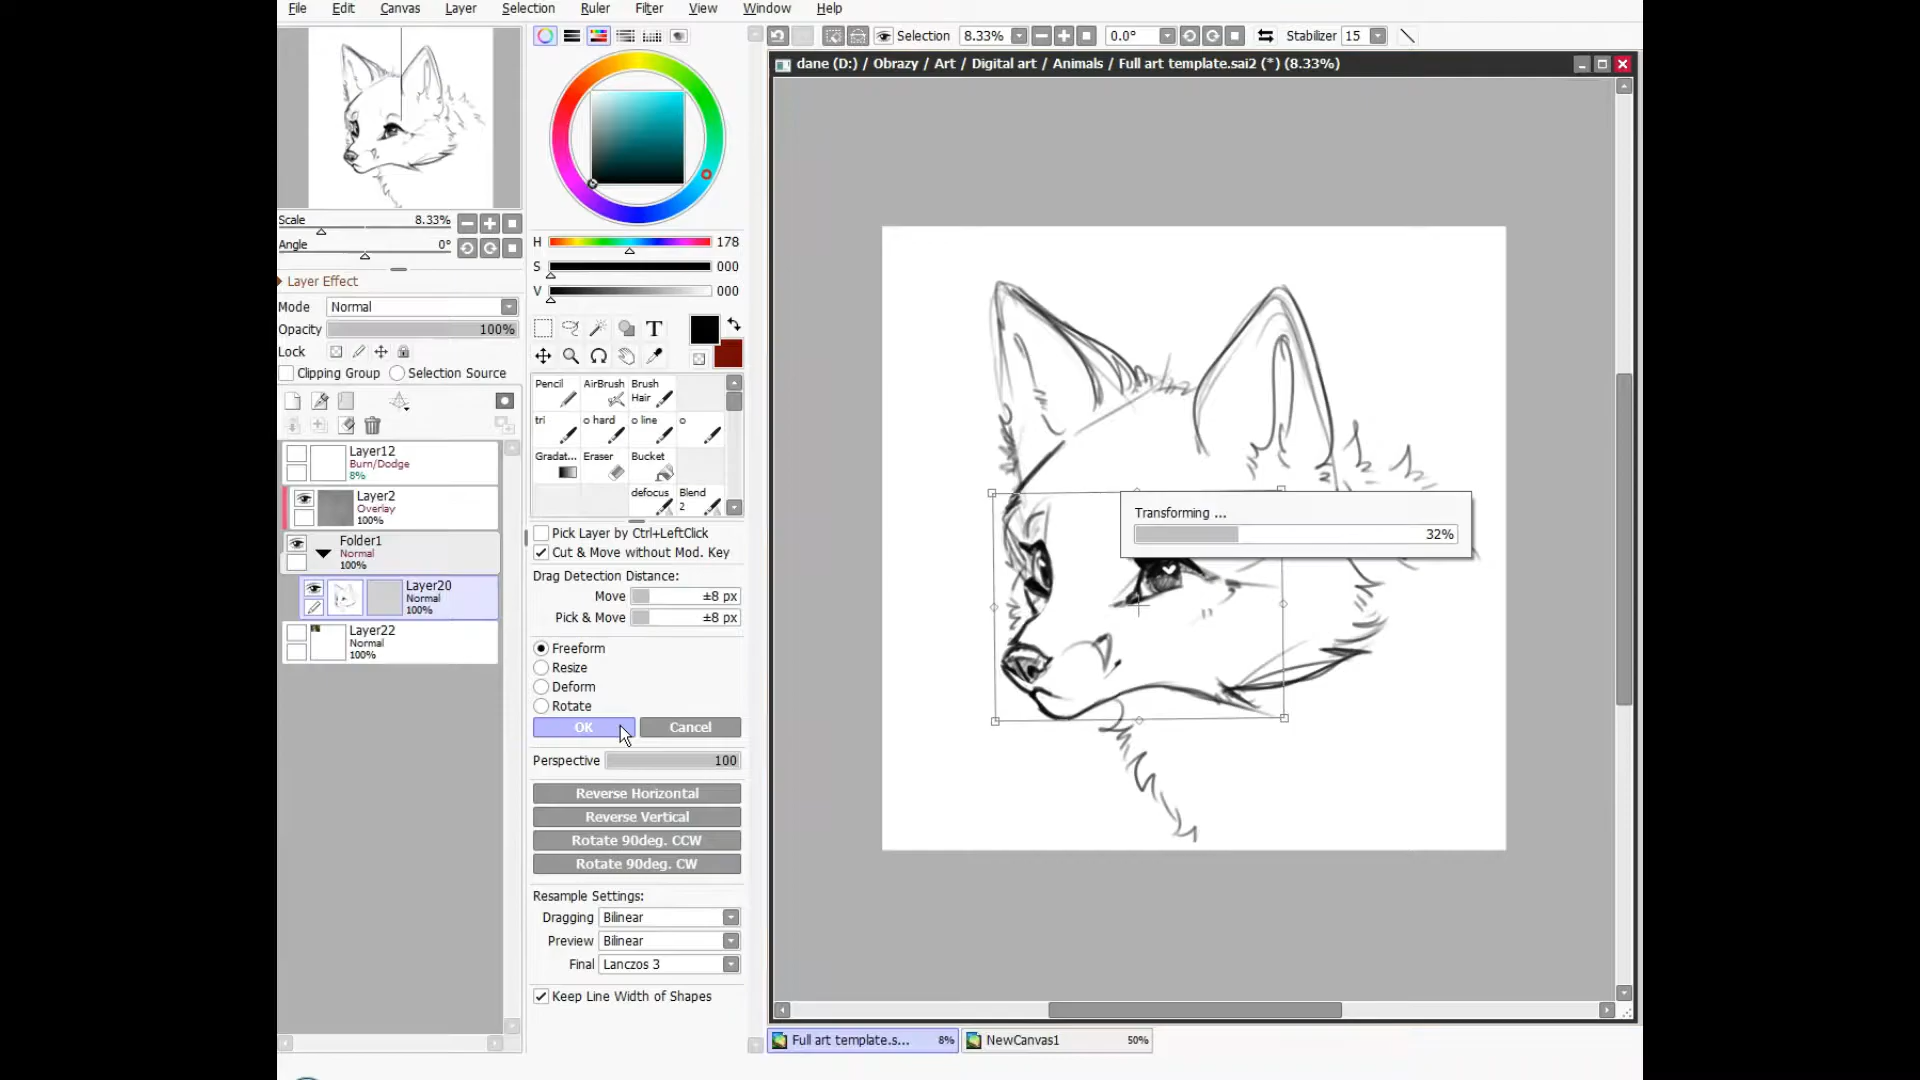 File Edit Canvas Layer Selection Ruler Filter View Window Help
Selection 8.33% 0.0° Stabilizer 15
dane (D:) / Obrazy / Art / Digital art / Animals / Full art template.sai2 (*) (8.33%)
Scale 8.33%
Angle 0°
Layer Effect
Mode Normal
Opacity 100%
Lock
Clipping Group Selection Source
Layer12
Burn/Dodge
8%
Layer2
Overlay
100%
Folder1
Normal
100%
Layer20
Normal
100%
Layer22
Normal
100%
H 178
S 000
V 000
T
Pencil AirBrush Brush
Hair
tri o hard o line o
Gradat... Eraser Bucket
defocus Blend
2
Pick Layer by Ctrl+LeftClick
Cut & Move without Mod. Key
Drag Detection Distance:
Move ±8 px
Pick & Move ±8 px
Freeform
Resize
Deform
Rotate
OK Cancel
Perspective 100
Reverse Horizontal
Reverse Vertical
Rotate 90deg. CCW
Rotate 90deg. CW
Resample Settings:
Dragging Bilinear
Preview Bilinear
Final Lanczos 3
Keep Line Width of Shapes
Transforming ...
32%
Full art template.s... 8% NewCanvas1 50%